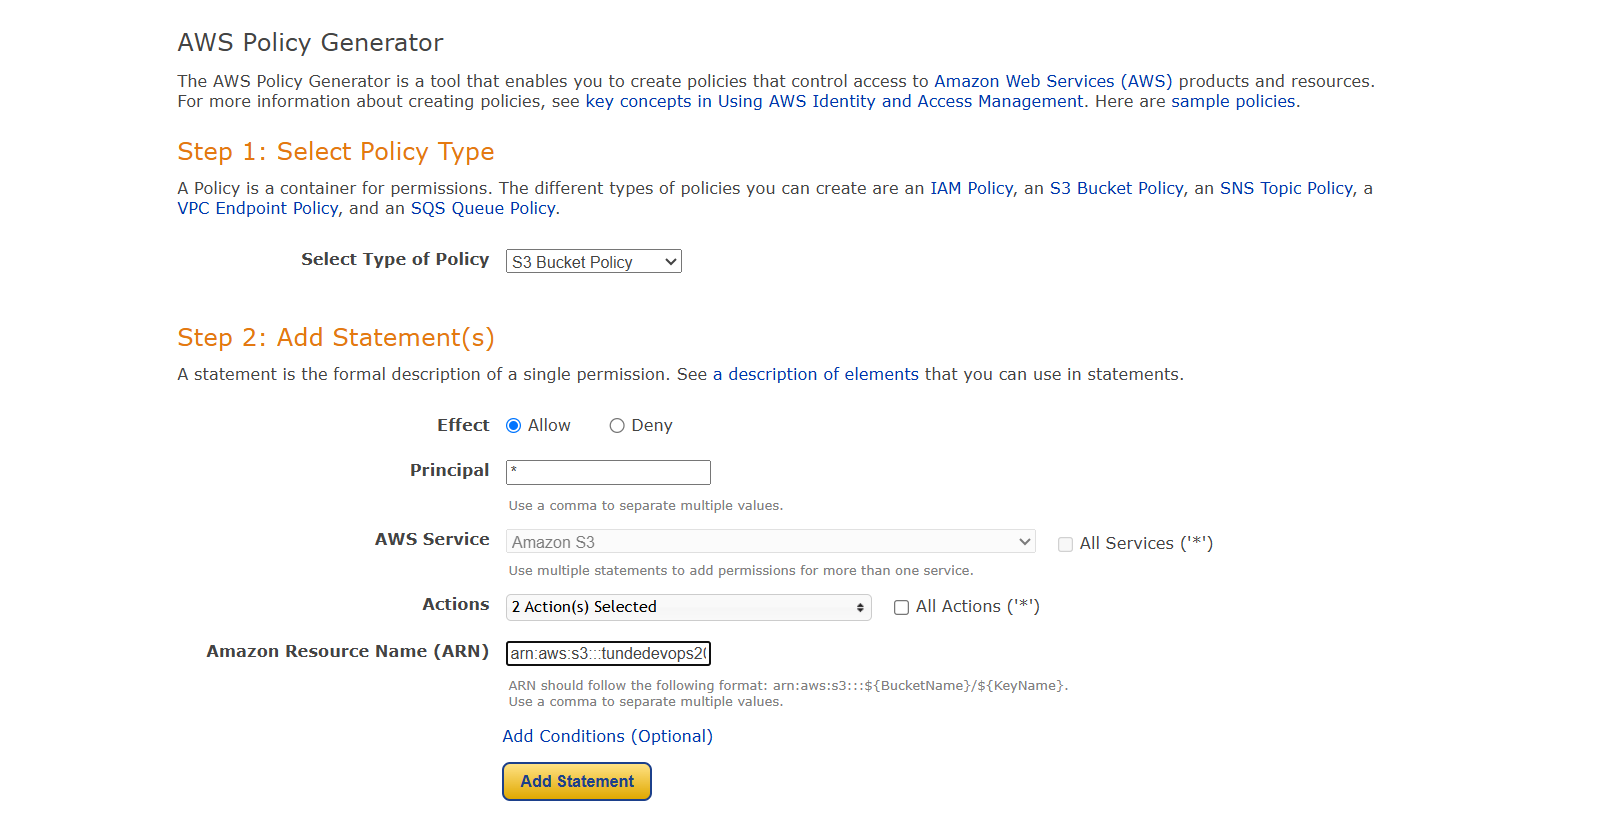 AWS Policy Generator
The AWS Policy Generator is a tool that enables you to create policies that control access to Amazon Web Services (AWS) products and resources.
For more information about creating policies, see key concepts in Using AWS Identity and Access Management. Here are sample policies.
Step 1: Select Policy Type
A Policy is a container for permissions. The different types of policies you can create are an IAM Policy, an S3 Bucket Policy, an SNS Topic Policy, a
VPC Endpoint Policy, and an SQS Queue Policy.
Select Type of Policy S3 Bucket Policy
Step 2: Add Statement(s)
A statement is the formal description of a single permission. See a description of elements that you can use in statements.
Effect Allow Deny
Principal *
Use a comma to separate multiple values.
AWS Service Amazon S3 All Services ('*')
Use multiple statements to add permissions for more than one service.
Actions 2 Action(s) Selected All Actions ('*')
Amazon Resource Name (ARN) arn:aws:s3:::tundedevops2
ARN should follow the following format: arn:aws:s3:::${BucketName}/${KeyName}.
Use a comma to separate multiple values.
Add Conditions (Optional)
Add Statement